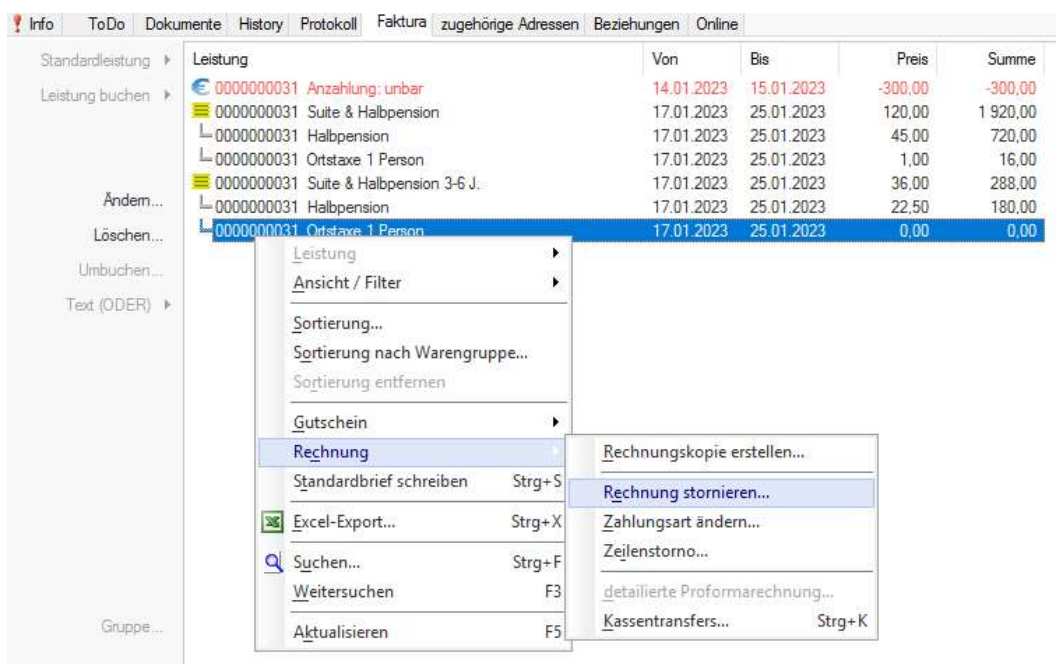 ! Info ToDo Dokumente History Protokoll Faktura zugehörige Adressen Beziehungen Online
Standardleistung
Leistung buchen
Ändern...
Löschen...
Umbuchen...
Text (ODER)
Gruppe...
Leistung Von Bis Preis Summe
€ 0000000031 Anzahlung: unbar 14.01.2023 15.01.2023 -300,00 -300,00
0000000031 Suite & Halbpension 17.01.2023 25.01.2023 120,00 1 920,00
0000000031 Halbpension 17.01.2023 25.01.2023 45,00 720,00
0000000031 Ortstaxe 1 Person 17.01.2023 25.01.2023 1,00 16,00
0000000031 Suite & Halbpension 3-6 J. 17.01.2023 25.01.2023 36,00 288,00
0000000031 Halbpension 17.01.2023 25.01.2023 22,50 180,00
0000000031 Ortstaxe 1 Person 17.01.2023 25.01.2023 0,00 0,00
Leistung
Ansicht / Filter
Sortierung...
Sortierung nach Warengruppe...
Sortierung entfernen
Gutschein
Rechnung
Standardbrief schreiben Strg+S
Excel-Export... Strg+X
Suchen... Strg+F
Weitersuchen F3
Aktualisieren F5
Rechnungskopie erstellen...
Rechnung stornieren...
Zahlungsart ändern...
Zeilenstorno...
detailierte Proformarechnung...
Kassentransfers... Strg+K